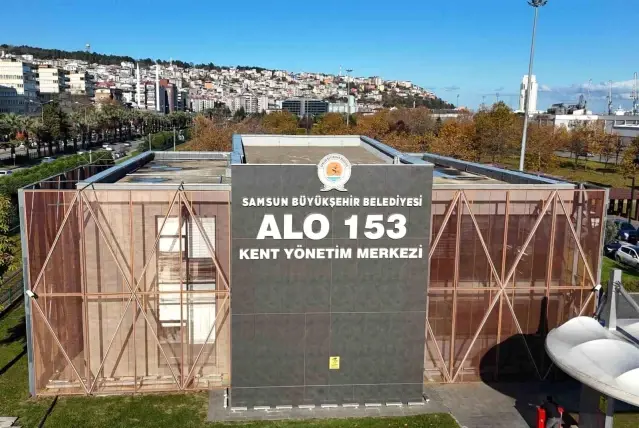 SAMSUN BÜYÜKŞEHİR BELEDİYESİ
ALO 153
KENT YÖNETİM MERKEZİ